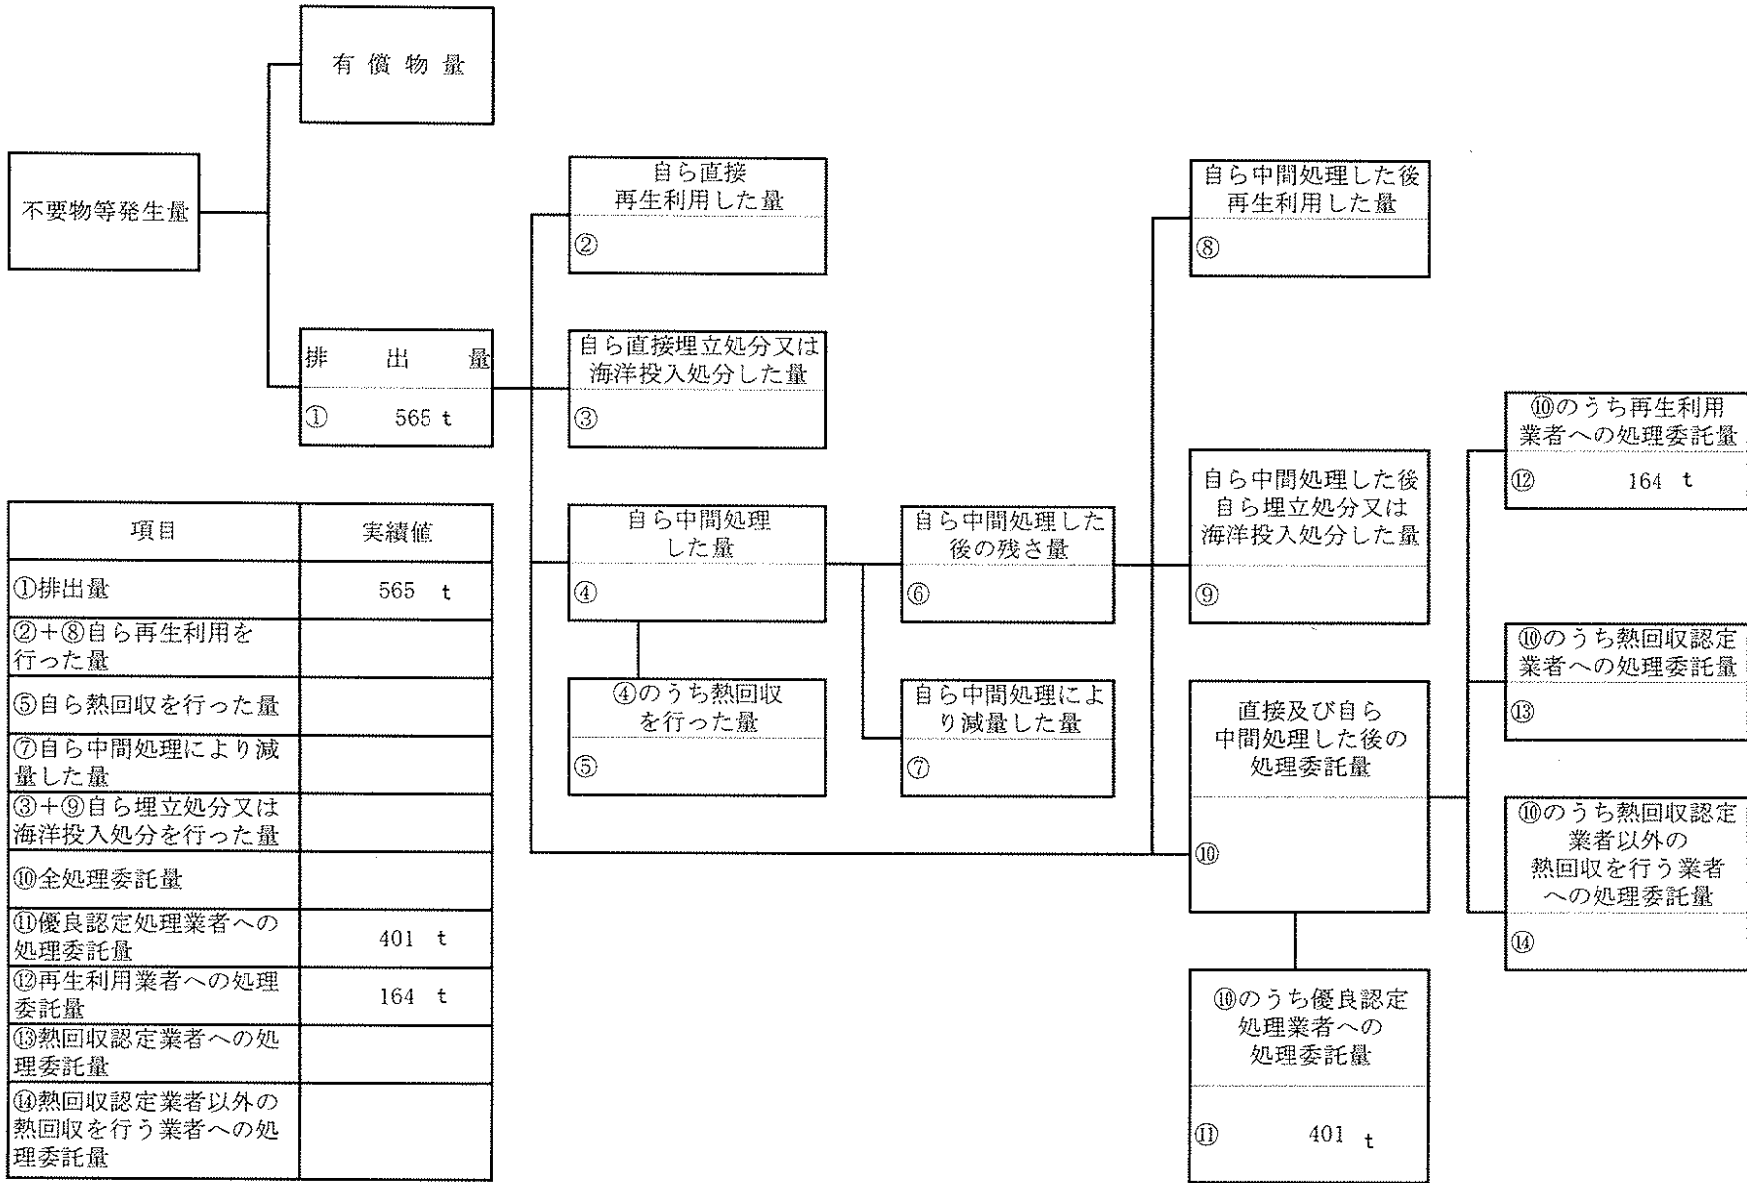 有償物量
不要物等発生量
排出量
① 565 t
自ら直接
再生利用した量
②
自ら直接埋立処分又は
海洋投入処分した量
③
自ら中間処理
した量
④
④のうち熱回収
を行った量
⑤
自ら中間処理した
後の残さ量
⑥
自ら中間処理によ
り減量した量
⑦
自ら中間処理した後
再生利用した量
⑧
自ら中間処理した後
自ら埋立処分又は
海洋投入処分した量
⑨
直接及び自ら
中間処理した後の
処理委託量
⑩
⑩のうち優良認定
処理業者への
処理委託量
⑪ 401 t
⑩のうち再生利用
業者への処理委託量
⑫ 164 t
⑩のうち熱回収認定
業者への処理委託量
⑬
⑩のうち熱回収認定
業者以外の
熱回収を行う業者
への処理委託量
⑭
項目 実績値
①排出量 565 t
②+⑧自ら再生利用を
行った量
⑤自ら熱回収を行った量
⑦自ら中間処理により減
量した量
③+⑨自ら埋立処分又は
海洋投入処分を行った量
⑩全処理委託量
⑪優良認定処理業者への
処理委託量 401 t
⑫再生利用業者への処理
委託量 164 t
⑬熱回収認定業者への処
理委託量
⑭熱回収認定業者以外の
熱回収を行う業者への処
理委託量